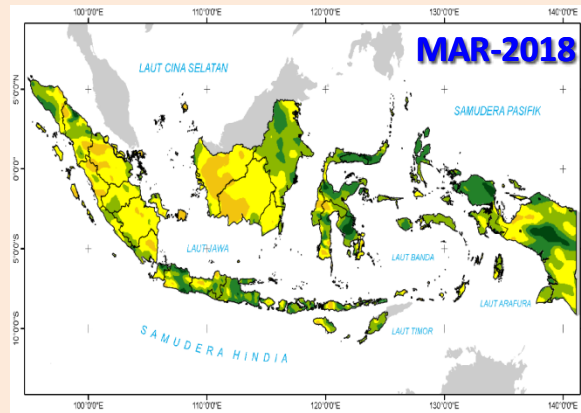 100°0'0"E 110°0'0"E 120°0'0"E 130°0'0"E 140°0'0"E
MAR-2018
LAUT CINA SELATAN
SAMUDERA PASIFIK
5°0'0"N
0°0'0"
5°0'0"S
10°0'0"S
LAUT JAWA
LAUT BANDA
LAUT ARAFURA
LAUT TIMOR
SAMUDERA HINDIA
100°0'0"E 110°0'0"E 120°0'0"E 130°0'0"E 140°0'0"E